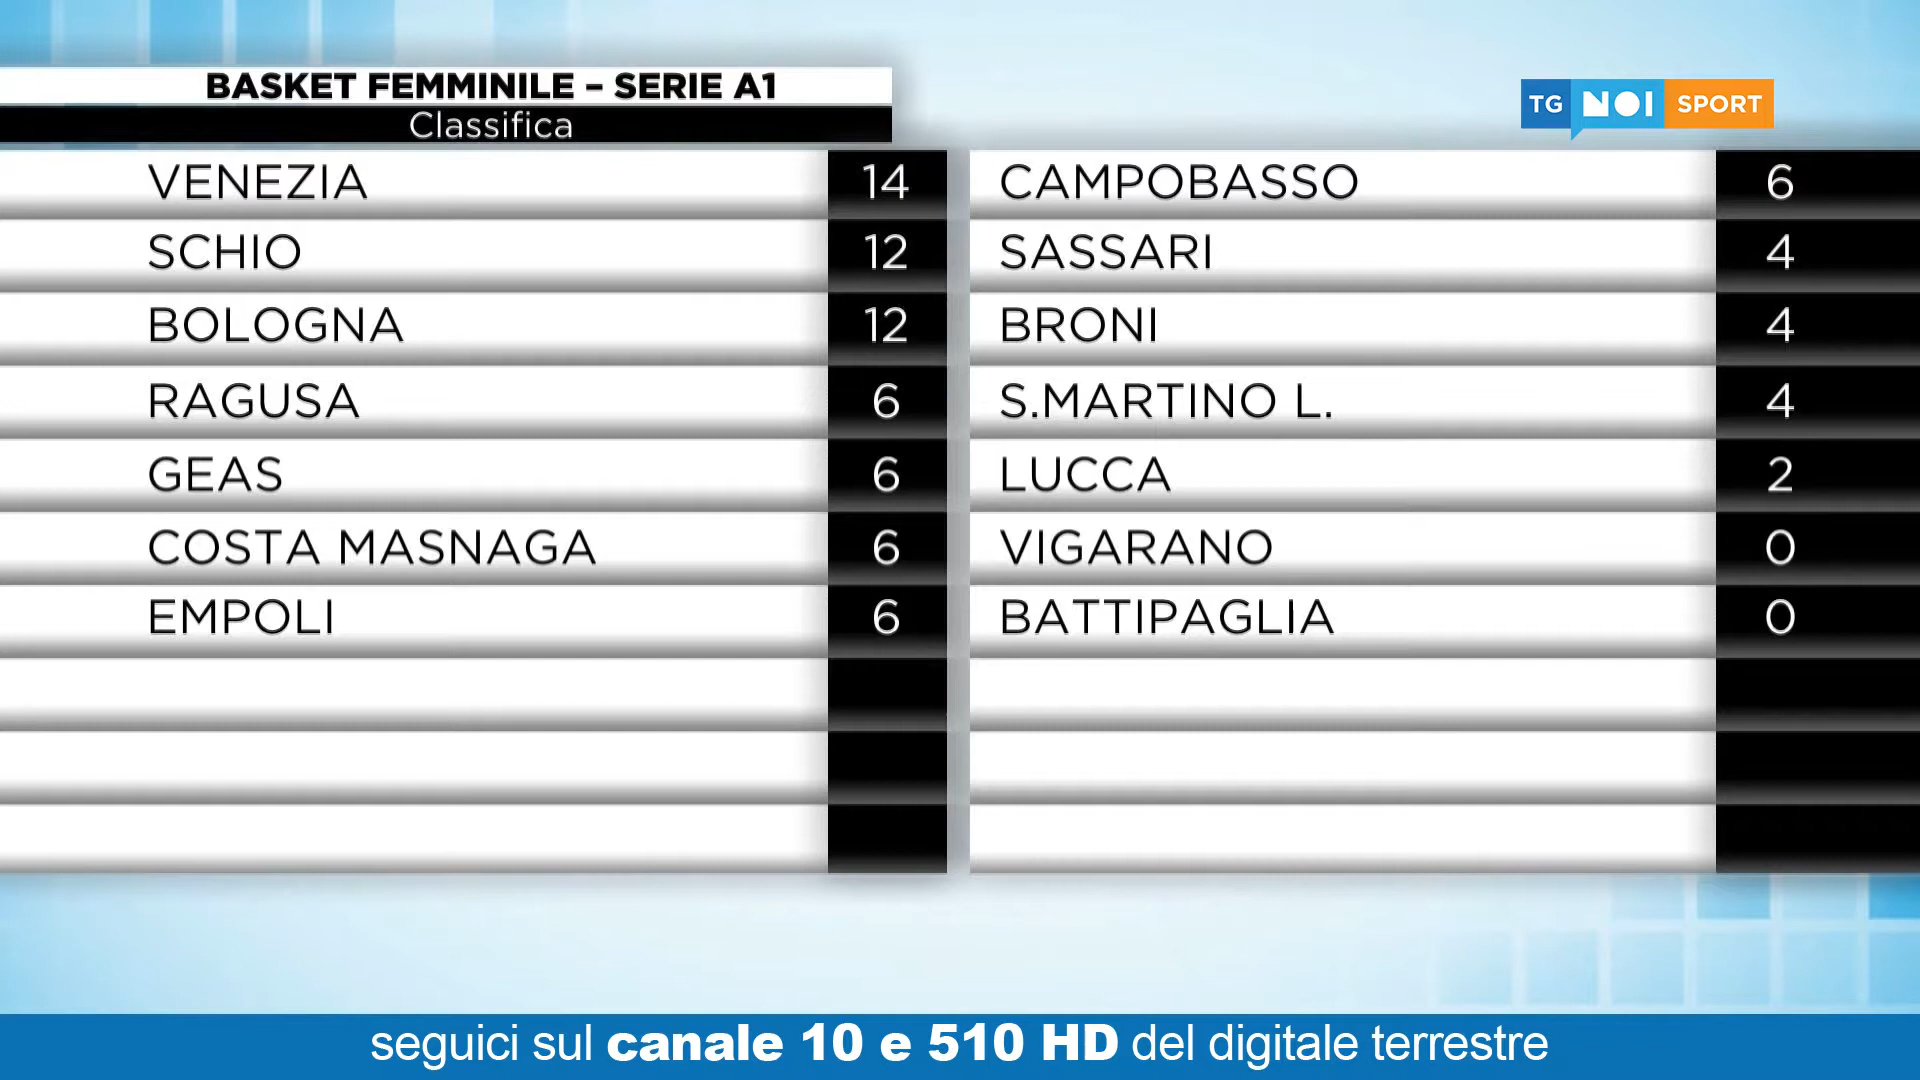 BASKET FEMMINILE – SERIE A1
Classifica
TG NOI SPORT
VENEZIA 14
SCHIO 12
BOLOGNA 12
RAGUSA 6
GEAS 6
COSTA MASNAGA 6
EMPOLI 6
CAMPOBASSO 6
SASSARI 4
BRONI 4
S.MARTINO L. 4
LUCCA 2
VIGARANO 0
BATTIPAGLIA 0
seguici sul canale 10 e 510 HD del digitale terrestre